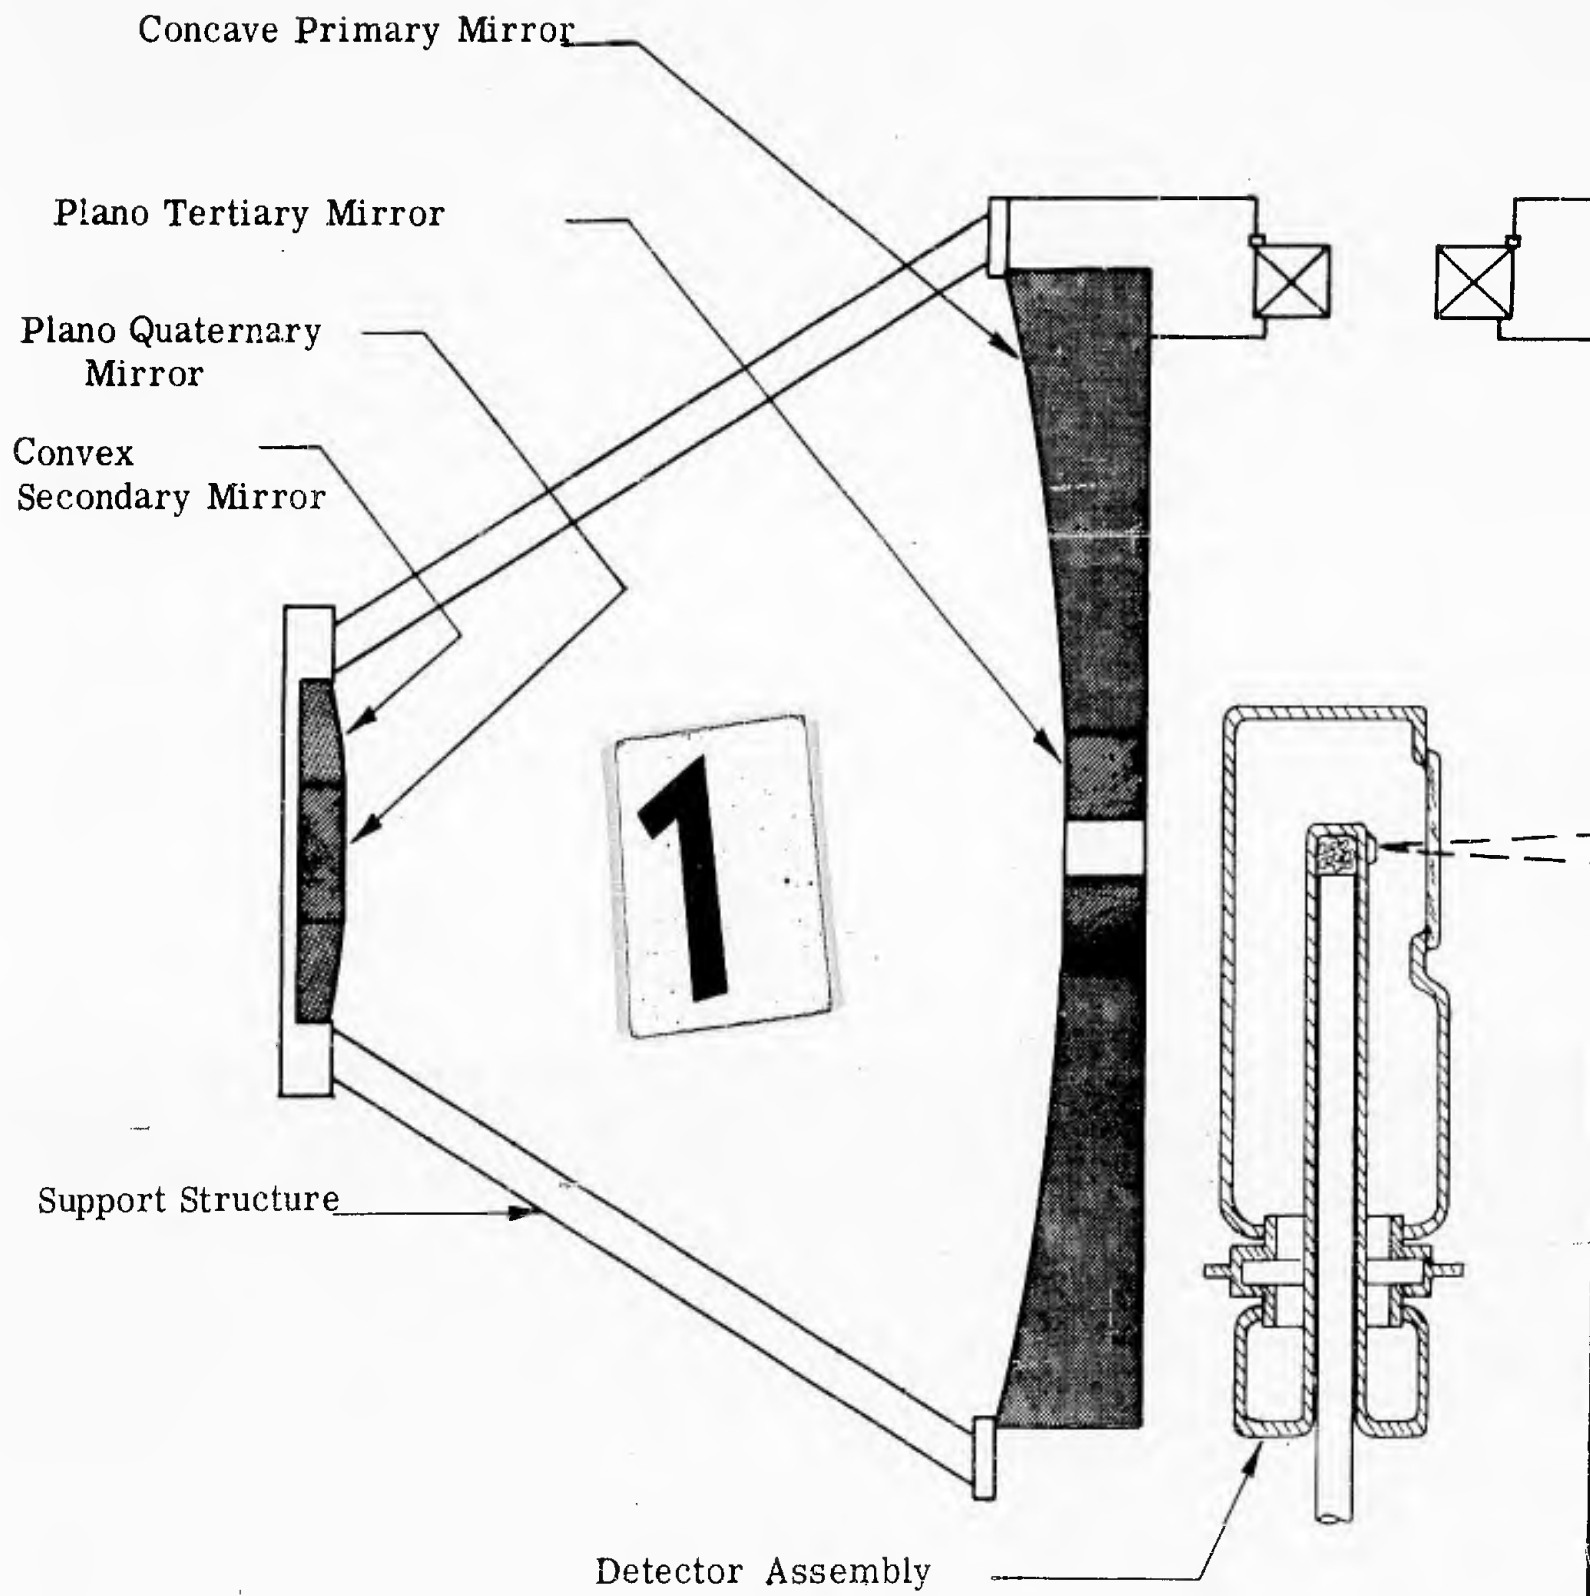 Concave Primary Mirror
Plano Tertiary Mirror
Plano Quaternary
Mirror
Convex
Secondary Mirror
1
Support Structure
Detector Assembly